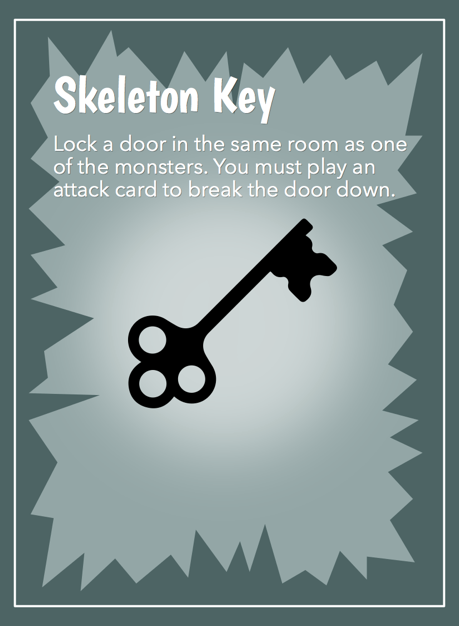 Skeleton Key
Lock a door in the same room as one
of the monsters. You must play an
attack card to break the door down.